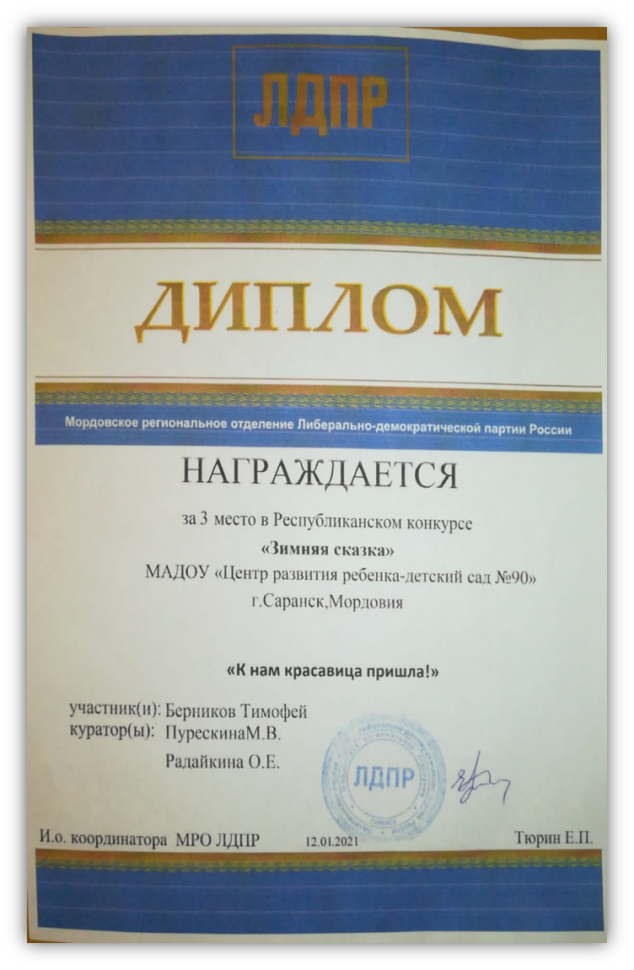 ЛДПР
ДИПЛОМ
Мордовское региональное отделение Либерально-демократической партии России
НАГРАЖДАЕТСЯ
за 3 место в Республиканском конкурсе
«Зимняя сказка»
МАДОУ «Центр развития ребенка-детский сад №90»
г.Саранск,Мордовия
«К нам красавица пришла!»
участник(и): Берников Тимофей
куратор(ы): ПурескинаМ.В.
Радайкина О.Е.
ЛДПР
И.о. координатора МРО ЛДПР 12.01.2021 Тюрин Е.П.